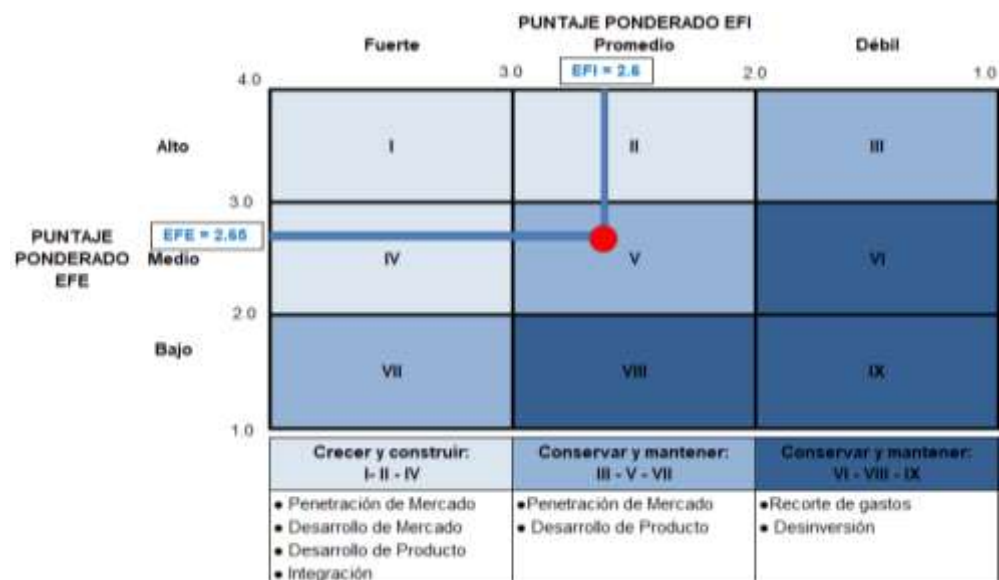 PUNTAJE PONDERADO EFI
Fuerte Promedio Débil
EFI = 2.6
4.0 3.0 2.0 1.0
Alto I II III
3.0
EFE = 2.65
PUNTAJE
PONDERADO
EFE
Medio IV V VI
2.0
Bajo
VII VIII IX
1.0
Crecer y construir: Conservar y mantener: Conservar y mantener:
I- II - IV III - V - VII VI - VIII - IX
● Penetración de Mercado ●Penetración de Mercado ●Recorte de gastos
● Desarrollo de Mercado ● Desarrollo de Producto ● Desinversión
● Desarrollo de Producto
● Integración